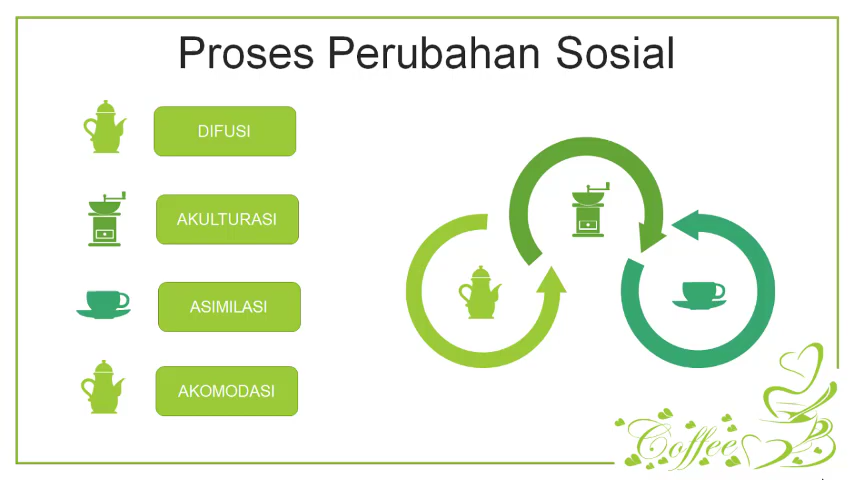 Proses Perubahan Sosial
DIFUSI
AKULTURASI
ASIMILASI
AKOMODASI
Coffee